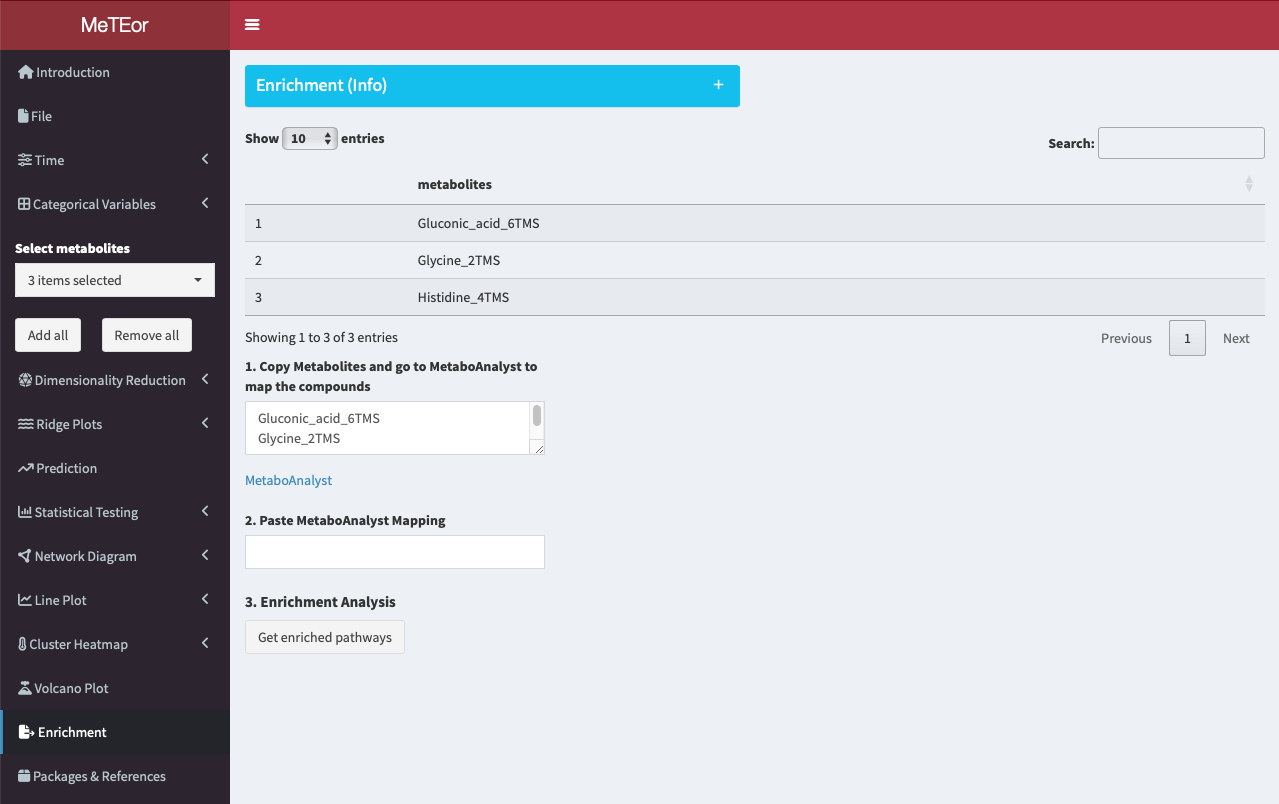 MeTEor
Introduction
File
Time
Categorical Variables
Select metabolites
3 items selected
Add all
Remove all
Dimensionality Reduction
Ridge Plots
Prediction
Statistical Testing
Network Diagram
Line Plot
Cluster Heatmap
Volcano Plot
Enrichment
Packages & References
Enrichment (Info)
+
Show 10 entries
Search:
metabolites
1 Gluconic_acid_6TMS
2 Glycine_2TMS
3 Histidine_4TMS
Showing 1 to 3 of 3 entries
Previous 1 Next
1. Copy Metabolites and go to MetaboAnalyst to
map the compounds
Gluconic_acid_6TMS
Glycine_2TMS
MetaboAnalyst
2. Paste MetaboAnalyst Mapping
3. Enrichment Analysis
Get enriched pathways